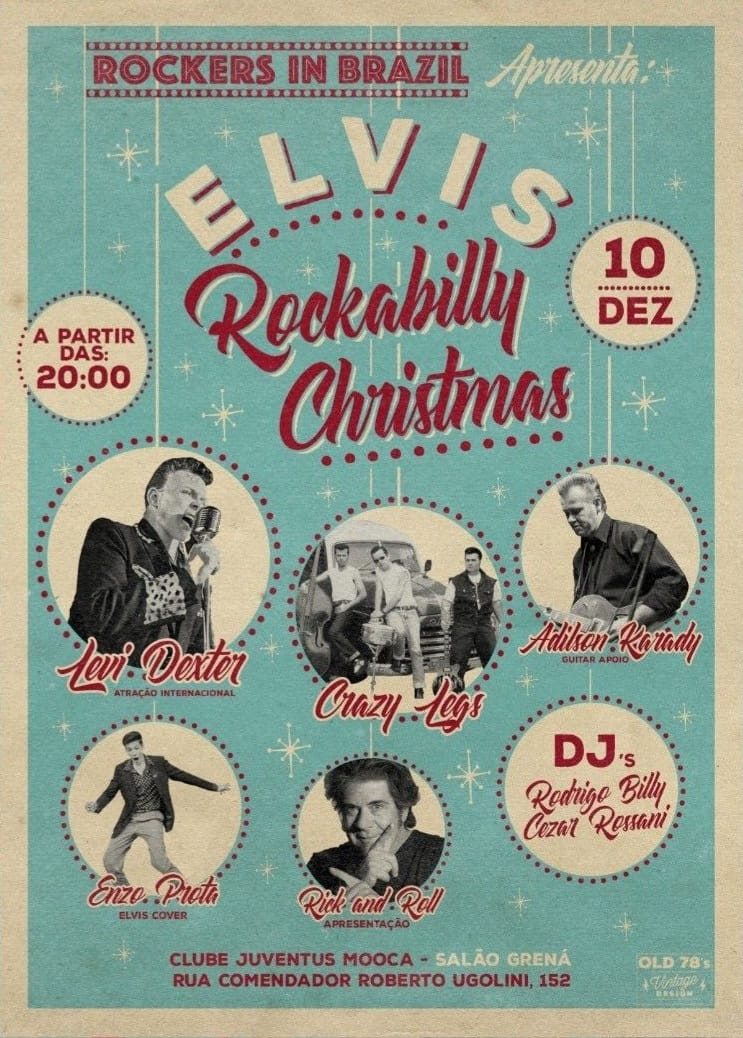 ROCKERS IN BRAZIL Apresenta:
ELVIS
Rockabilly
Christmas
10
DEZ
A PARTIR
DAS:
20:00
Levi Dexter
ATRAÇÃO INTERNACIONAL
Crazy Legs
Adilson Karady
GUITAR APOIO
Enzo Prota
ELVIS COVER
Rick and Roll
APRESENTAÇÃO
DJ's
Rodrigo Billy
Cezar Rossani
CLUBE JUVENTUS MOOCA - SALÃO GRENÁ
RUA COMENDADOR ROBERTO UGOLINI, 152
OLD 78's
Vintage
DESIGN